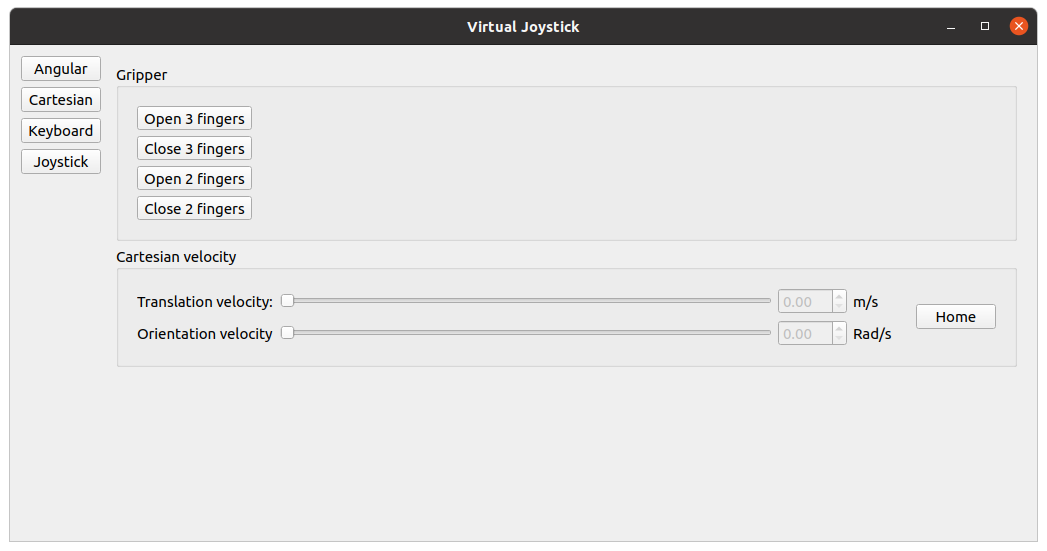 Virtual Joystick
Angular
Cartesian
Keyboard
Joystick
Gripper
Open 3 fingers
Close 3 fingers
Open 2 fingers
Close 2 fingers
Cartesian velocity
Translation velocity: 0.00 m/s
Orientation velocity 0.00 Rad/s
Home